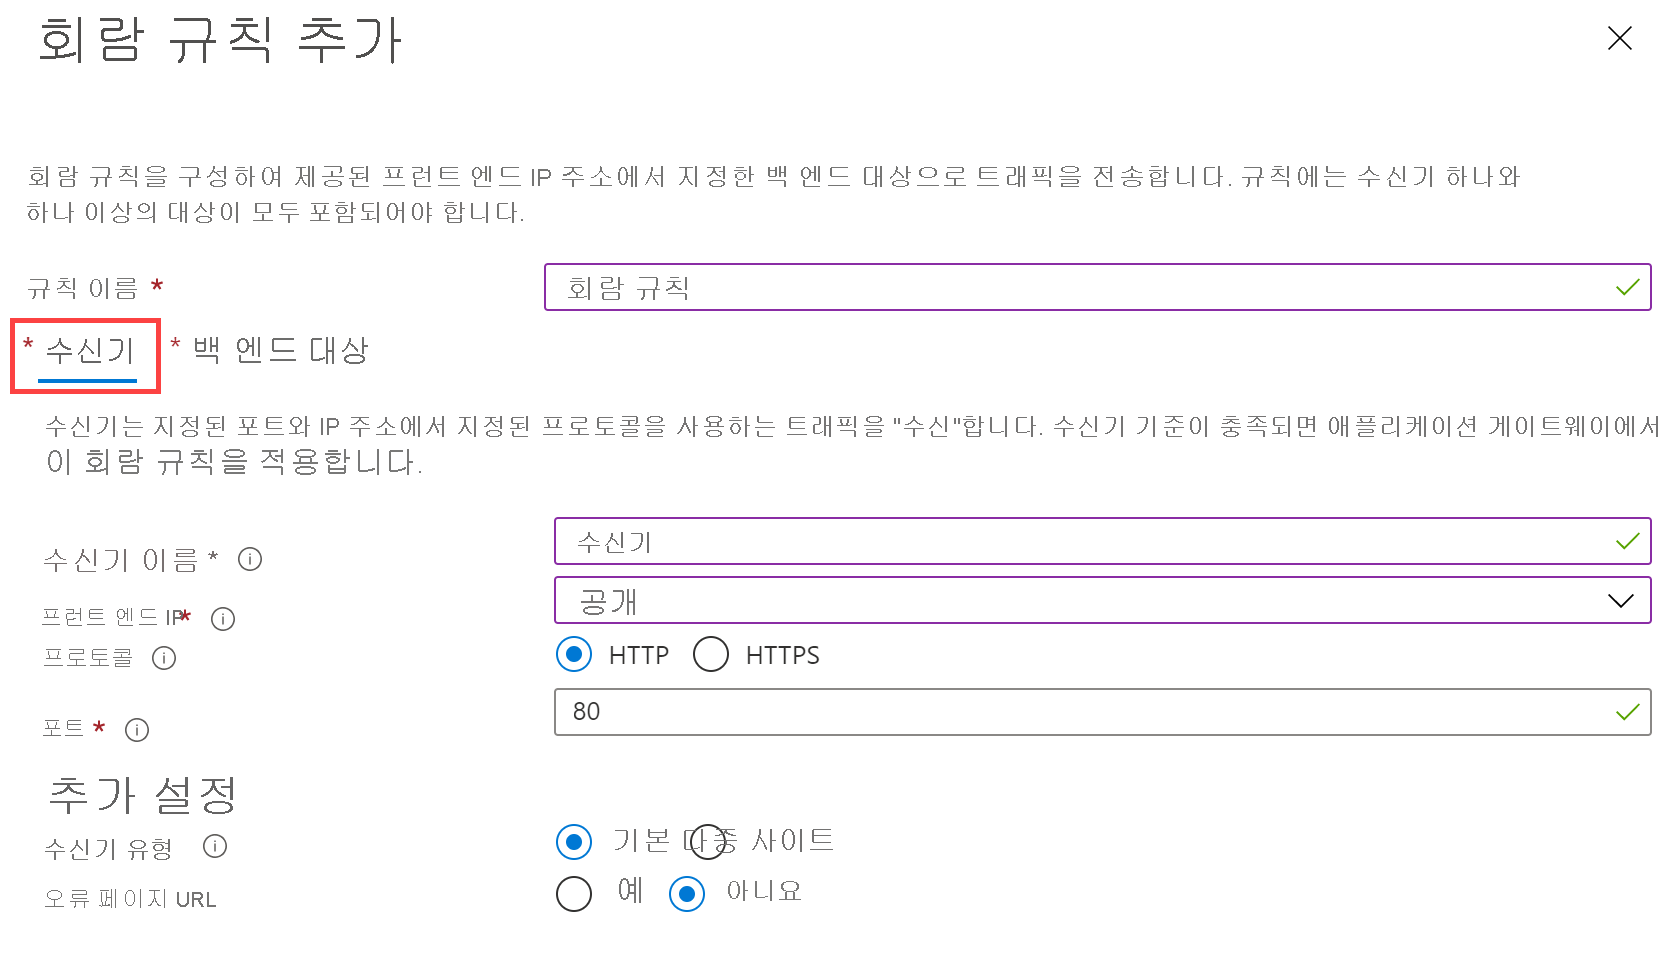 회람 규칙 추가
회람 규칙을 구성하여 제공된 프런트 엔드 IP 주소에서 지정한 백 엔드 대상으로 트래픽을 전송합니다. 규칙에는 수신기 하나와
하나 이상의 대상이 모두 포함되어야 합니다.
규칙 이름 * 회람 규칙
* 수신기 * 백 엔드 대상
수신기는 지정된 포트와 IP 주소에서 지정된 프로토콜을 사용하는 트래픽을 "수신"합니다. 수신기 기준이 충족되면 애플리케이션 게이트웨이에서
이 회람 규칙을 적용합니다.
수신기 이름 * 수신기
프런트 엔드 IP* 공개
프로토콜 HTTP HTTPS
포트 * 80
추가 설정
수신기 유형 기본 다중 사이트
오류 페이지 URL 예 아니요